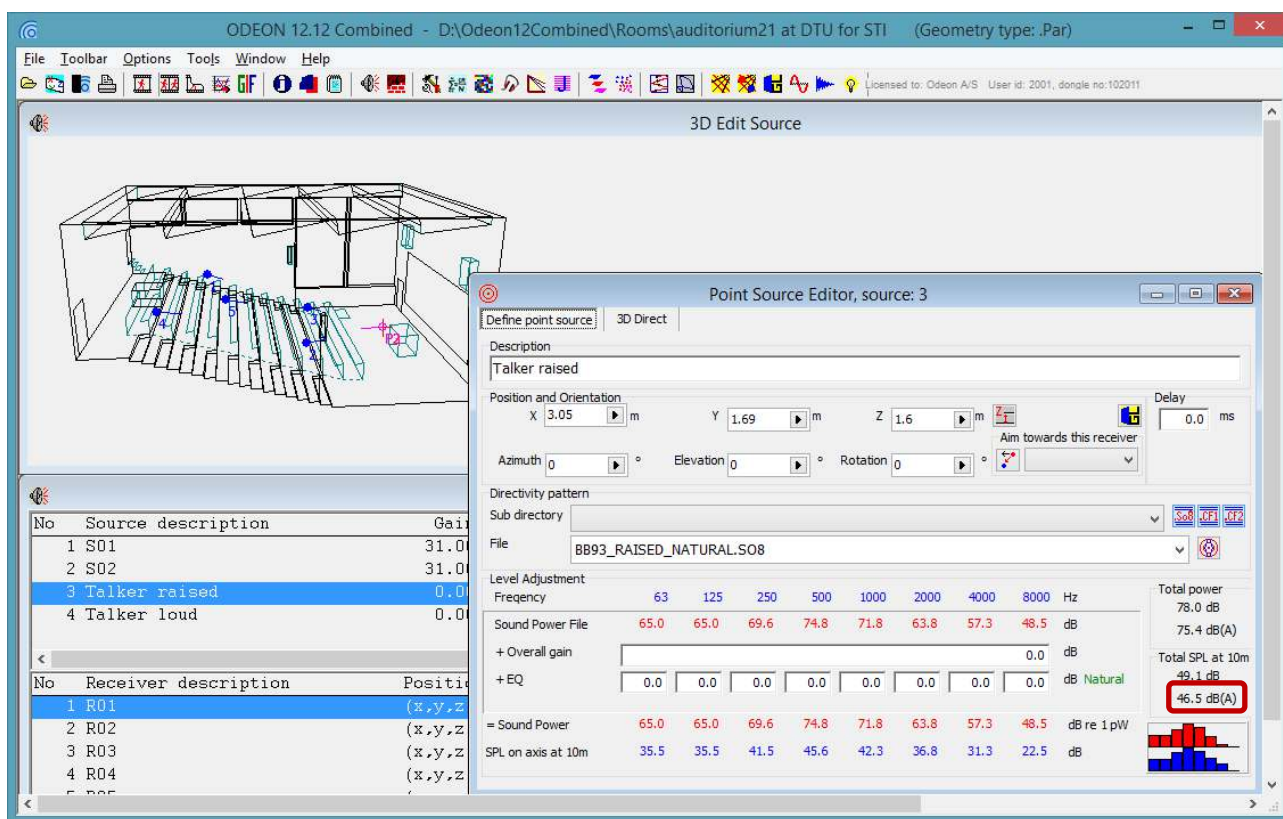 ODEON 12.12 Combined - D:\Odeon12Combined\Rooms\auditorium21 at DTU for STI (Geometry type: .Par)
File Toolbar Options Tools Window Help
Licensed to: Odeon A/S User id: 2001, dongle no:102011
3D Edit Source
4
5
3
2
P2
Point Source Editor, source: 3
Define point source 3D Direct
Description
Talker raised
Position and Orientation Delay
X 3.05 m Y 1.69 m Z 1.6 m 0.0 ms
Aim towards this receiver
Azimuth 0 ° Elevation 0 ° Rotation 0 °
Directivity pattern
Sub directory .So8 .CF1 .CF2
File BB93_RAISED_NATURAL.SO8
Level Adjustment
Freqency 63 125 250 500 1000 2000 4000 8000 Hz
Sound Power File 65.0 65.0 69.6 74.8 71.8 63.8 57.3 48.5 dB
+ Overall gain 0.0 dB
+ EQ 0.0 0.0 0.0 0.0 0.0 0.0 0.0 0.0 dB Natural
= Sound Power 65.0 65.0 69.6 74.8 71.8 63.8 57.3 48.5 dB re 1 pW
SPL on axis at 10m 35.5 35.5 41.5 45.6 42.3 36.8 31.3 22.5 dB
Total power
78.0 dB
75.4 dB(A)
Total SPL at 10m
49.1 dB
46.5 dB(A)
No Source description Gai
1 S01 31.0
2 S02 31.0
3 Talker raised 0.0
4 Talker loud 0.0
No Receiver description Positi
1 R01 (x,y,z
2 R02 (x,y,z
3 R03 (x,y,z
4 R04 (x,y,z